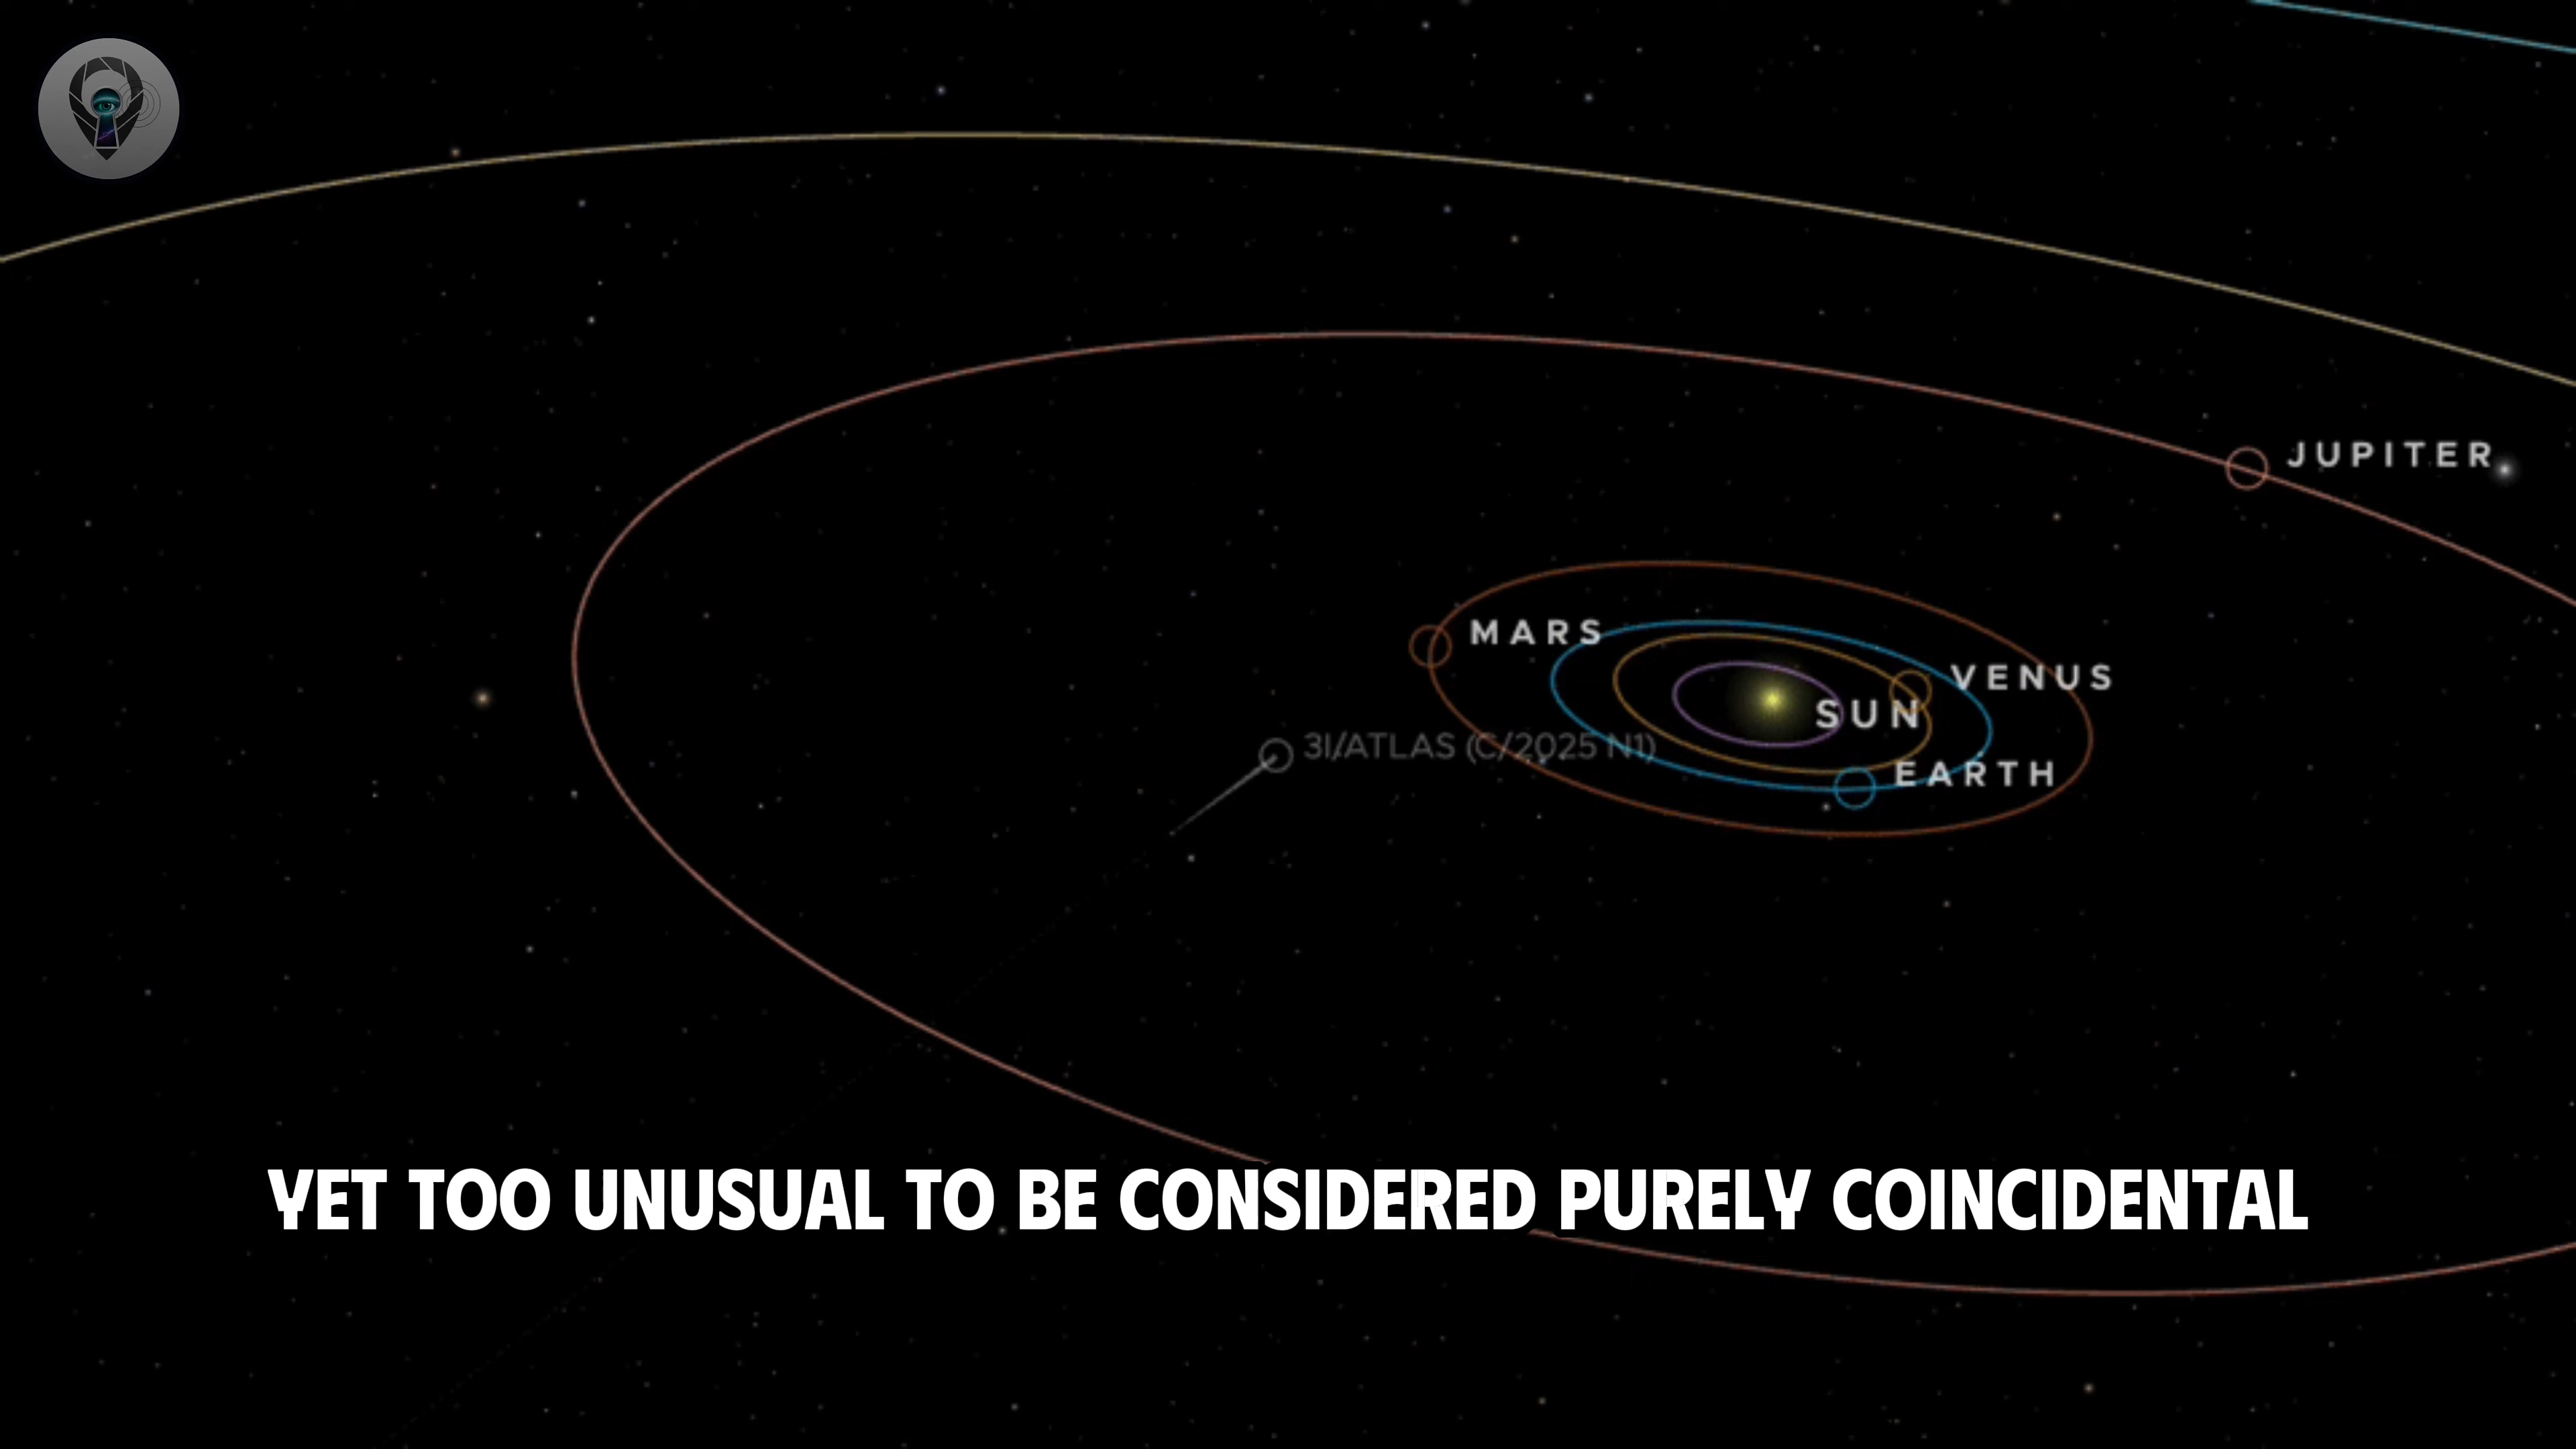 JUPITER
MARS
VENUS
SUN
3I/ATLAS (C/2025 N1)
EARTH
YET TOO UNUSUAL TO BE CONSIDERED PURELY COINCIDENTAL